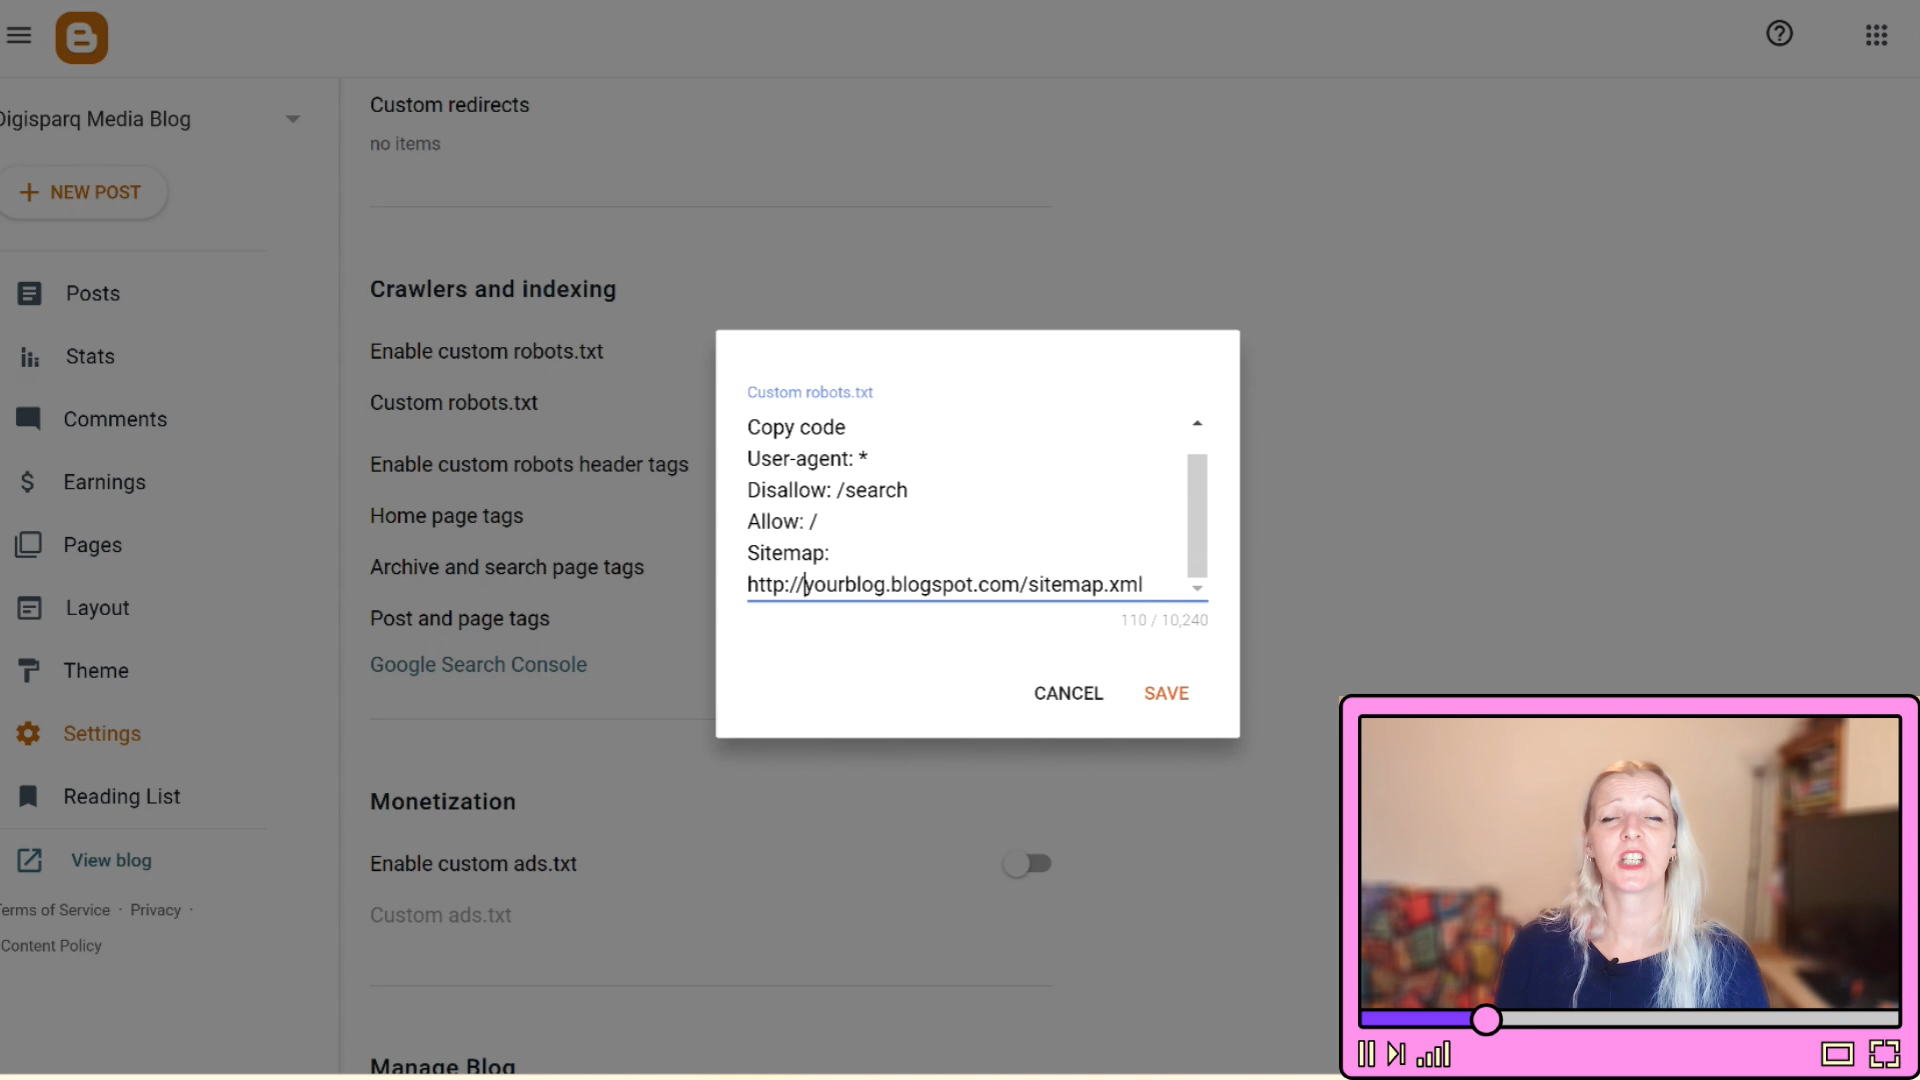 Digisparq Media Blog
NEW POST
Posts
Stats
Comments
Earnings
Pages
Layout
Theme
Settings
Reading List
View blog
Terms of Service · Privacy ·
Content Policy
Custom redirects
no items
Crawlers and indexing
Enable custom robots.txt
Custom robots.txt
Enable custom robots header tags
Home page tags
Archive and search page tags
Post and page tags
Google Search Console
Monetization
Enable custom ads.txt
Custom ads.txt
Manage Blog
Custom robots.txt
Copy code
User-agent: *
Disallow: /search
Allow: /
Sitemap:
http://yourblog.blogspot.com/sitemap.xml
110 / 10,240
CANCEL
SAVE